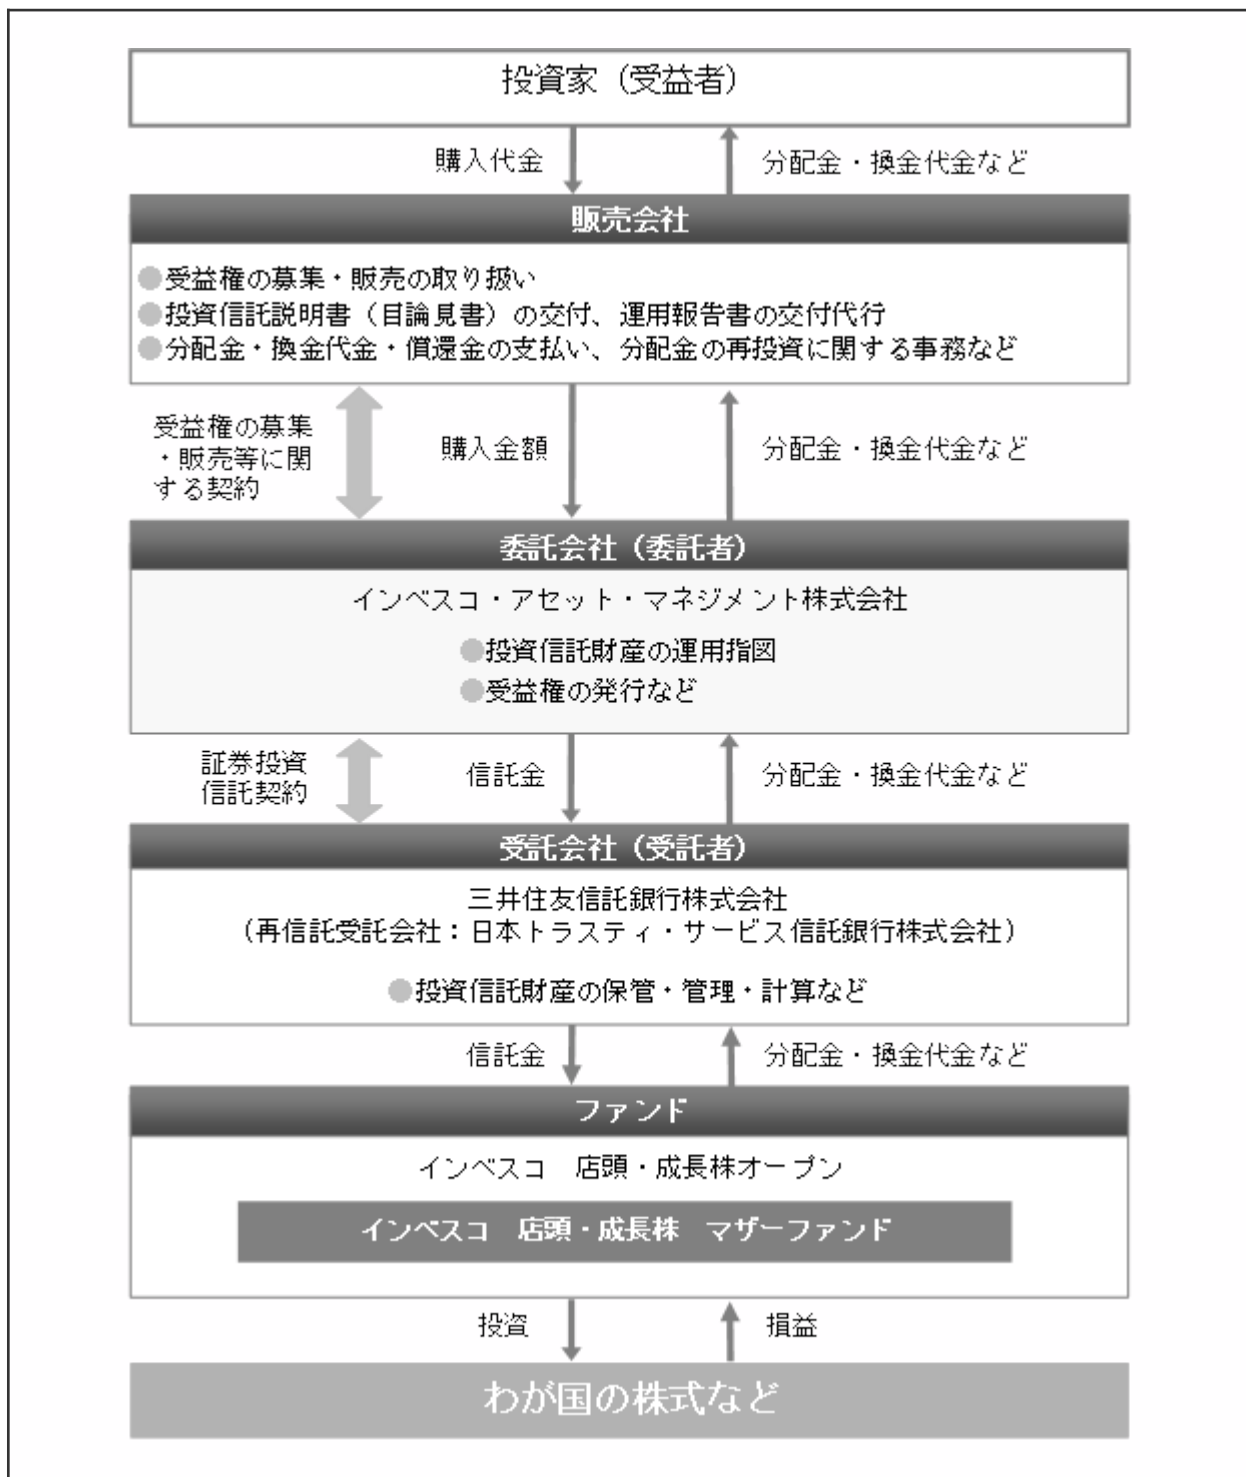 投資家（受益者）
購入代金
分配金・換金代金など
販売会社
●受益権の募集・販売の取り扱い
●投資信託説明書（目論見書）の交付、運用報告書の交付代行
●分配金・換金代金・償還金の支払い、分配金の再投資に関する事務など
受益権の募集
・販売等に関
する契約
購入金額
分配金・換金代金など
委託会社（委託者）
インベスコ・アセット・マネジメント株式会社
●投資信託財産の運用指図
●受益権の発行など
証券投資
信託契約
信託金
分配金・換金代金など
受託会社（受託者）
三井住友信託銀行株式会社
（再信託受託会社：日本トラスティ・サービス信託銀行株式会社）
●投資信託財産の保管・管理・計算など
信託金
分配金・換金代金など
ファンド
インベスコ　店頭・成長株オープン
インベスコ　店頭・成長株　マザーファンド
投資
損益
わが国の株式など